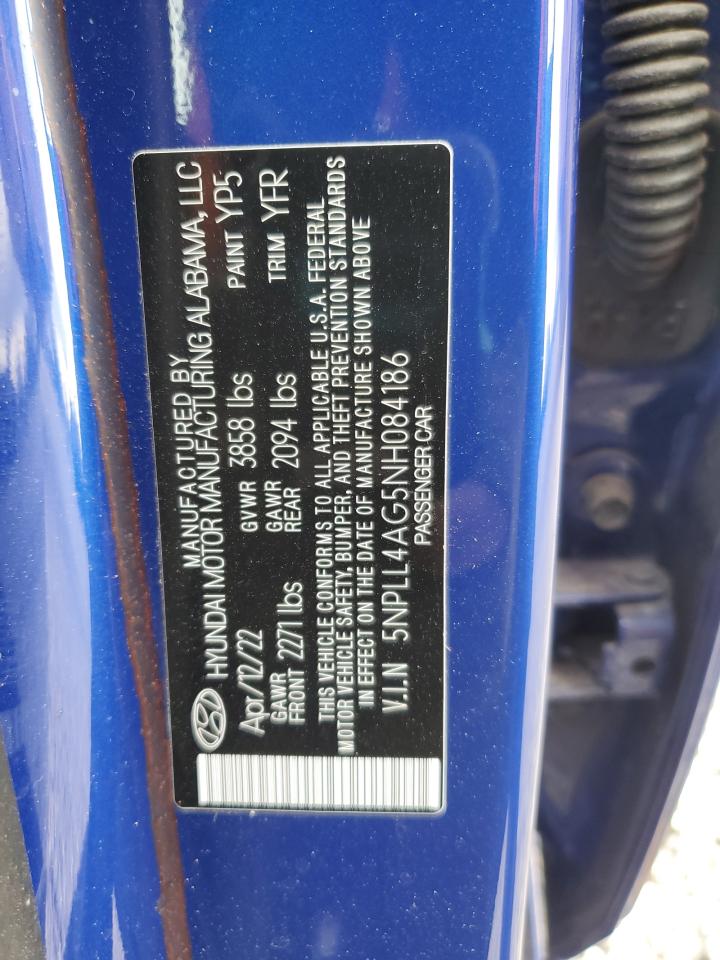 MANUFACTURED BY
HYUNDAI MOTOR MANUFACTURING ALABAMA, LLC
Apr/12/22 GVWR 3858 lbs PAINT YP5
GAWR FRONT 2271 lbs GAWR REAR 2094 lbs TRIM YFR
THIS VEHICLE CONFORMS TO ALL APPLICABLE U.S.A. FEDERAL
MOTOR VEHICLE SAFETY, BUMPER, AND THEFT PREVENTION STANDARDS
IN EFFECT ON THE DATE OF MANUFACTURE SHOWN ABOVE
V.I.N 5NPLL4AG5NH084186
PASSENGER CAR